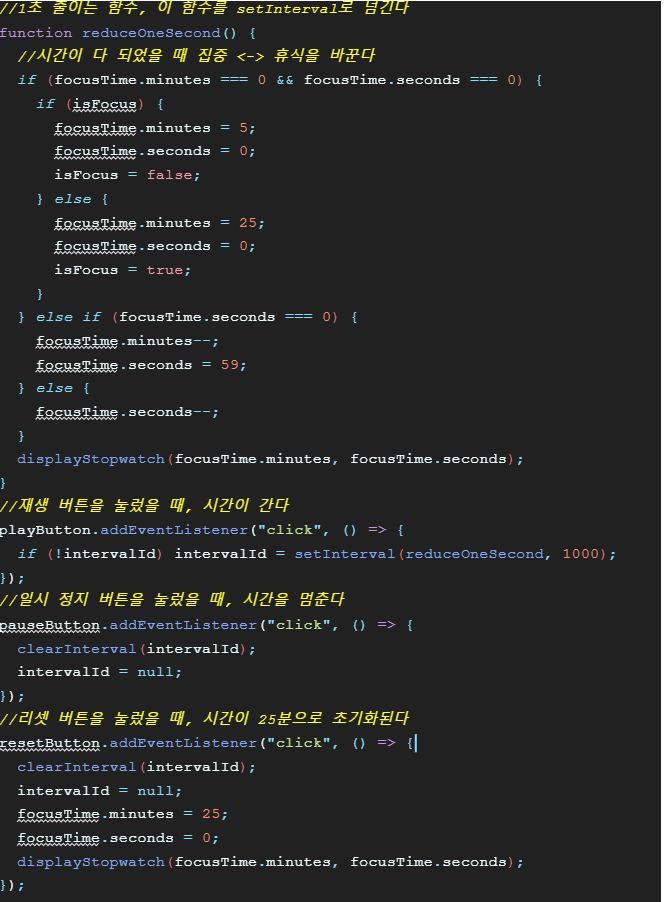 //1초 줄이는 함수, 이 함수를 setInterval로 넘긴다
function reduceOneSecond() {
//시간이 다 되었을 때 집중 <-> 휴식을 바꾼다
if (focusTime.minutes === 0 && focusTime.seconds === 0) {
if (isFocus) {
focusTime.minutes = 5;
focusTime.seconds = 0;
isFocus = false;
} else {
focusTime.minutes = 25;
focusTime.seconds = 0;
isFocus = true;
}
} else if (focusTime.seconds === 0) {
focusTime.minutes--;
focusTime.seconds = 59;
} else {
focusTime.seconds--;
}
displayStopwatch(focusTime.minutes, focusTime.seconds);
}
//재생 버튼을 눌렀을 때, 시간이 간다
playButton.addEventListener("click", () => {
if (!intervalId) intervalId = setInterval(reduceOneSecond, 1000);
});
//일시 정지 버튼을 눌렀을 때, 시간을 멈춘다
pauseButton.addEventListener("click", () => {
clearInterval(intervalId);
intervalId = null;
});
//리셋 버튼을 눌렀을 때, 시간이 25분으로 초기화된다
resetButton.addEventListener("click", () => {
clearInterval(intervalId);
intervalId = null;
focusTime.minutes = 25;
focusTime.seconds = 0;
displayStopwatch(focusTime.minutes, focusTime.seconds);
});